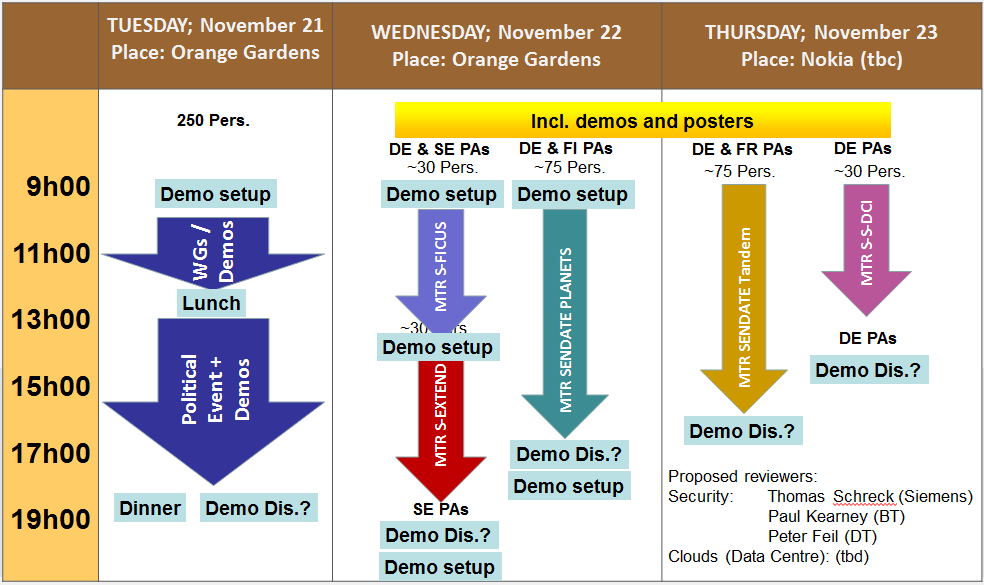 TUESDAY; November 21
Place: Orange Gardens
WEDNESDAY; November 22
Place: Orange Gardens
THURSDAY; November 23
Place: Nokia (tbc)
9h00
11h00
13h00
15h00
17h00
19h00
250 Pers.
Demo setup
WGs /
Demos
Lunch
Political
Event +
Demos
Dinner
Demo Dis.?
Incl. demos and posters
DE & SE PAs
~30 Pers.
Demo setup
MTR S-FICUS
~30 Pers
Demo setup
MTR S-EXTEND
SE PAs
Demo Dis.?
Demo setup
DE & FI PAs
~75 Pers.
Demo setup
MTR SENDATE PLANETS
Demo Dis.?
Demo setup
DE & FR PAs
~75 Pers.
MTR SENDATE Tandem
Demo Dis.?
DE PAs
~30 Pers.
MTR S-S-DCI
DE PAs
Demo Dis.?
Proposed reviewers:
Security: Thomas Schreck (Siemens)
Paul Kearney (BT)
Peter Feil (DT)
Clouds (Data Centre): (tbd)